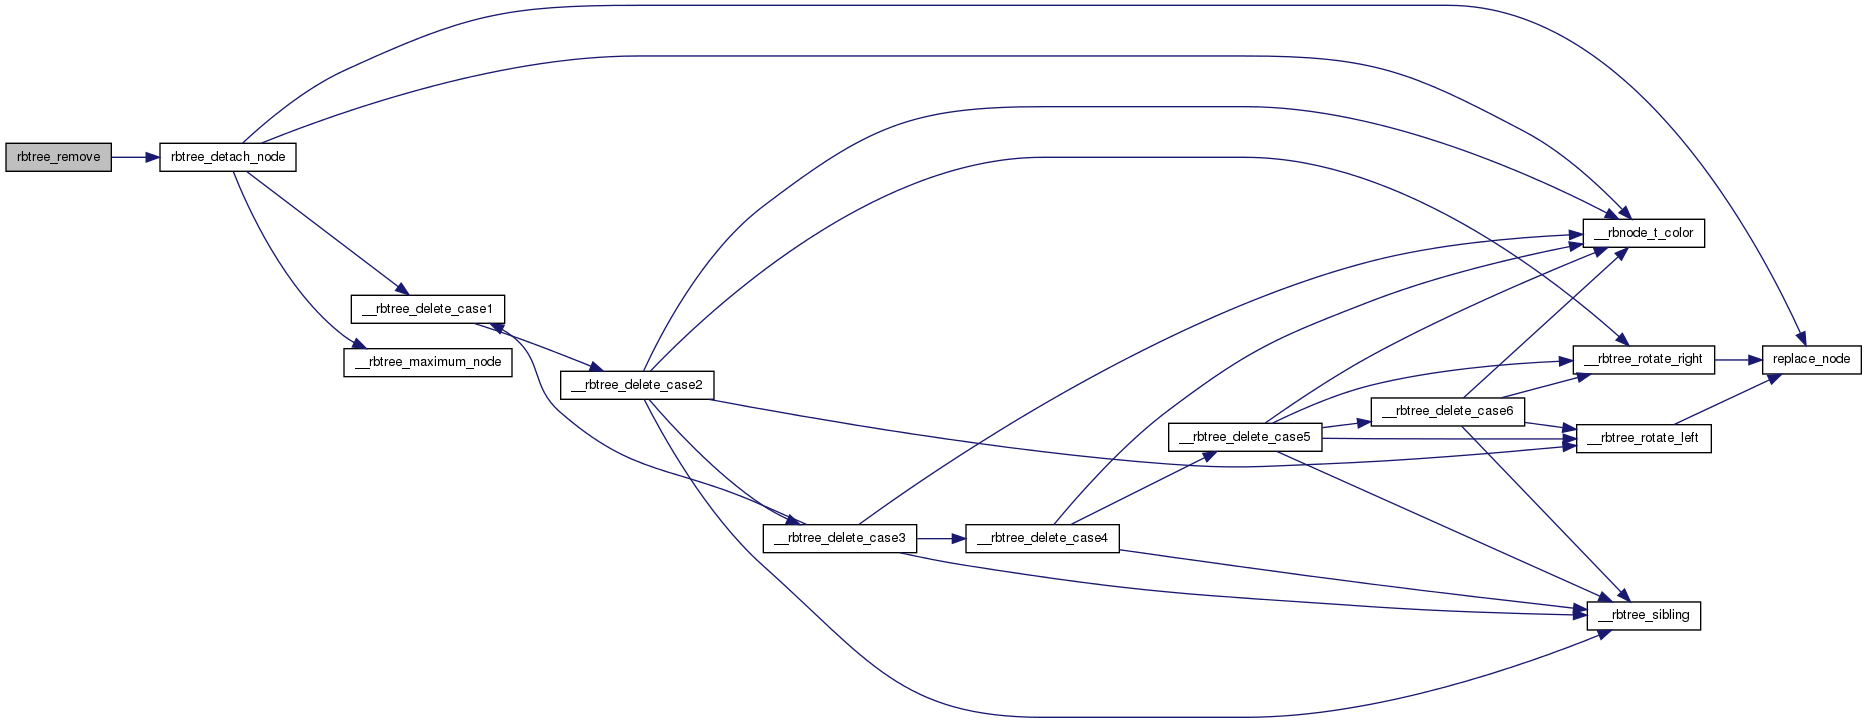 rbtree_remove
rbtree_detach_node
__rbtree_delete_case1
__rbtree_maximum_node
__rbtree_delete_case2
__rbtree_delete_case3
__rbtree_delete_case4
__rbtree_delete_case5
__rbtree_delete_case6
__rbnode_t_color
__rbtree_rotate_right
__rbtree_rotate_left
__rbtree_sibling
replace_node